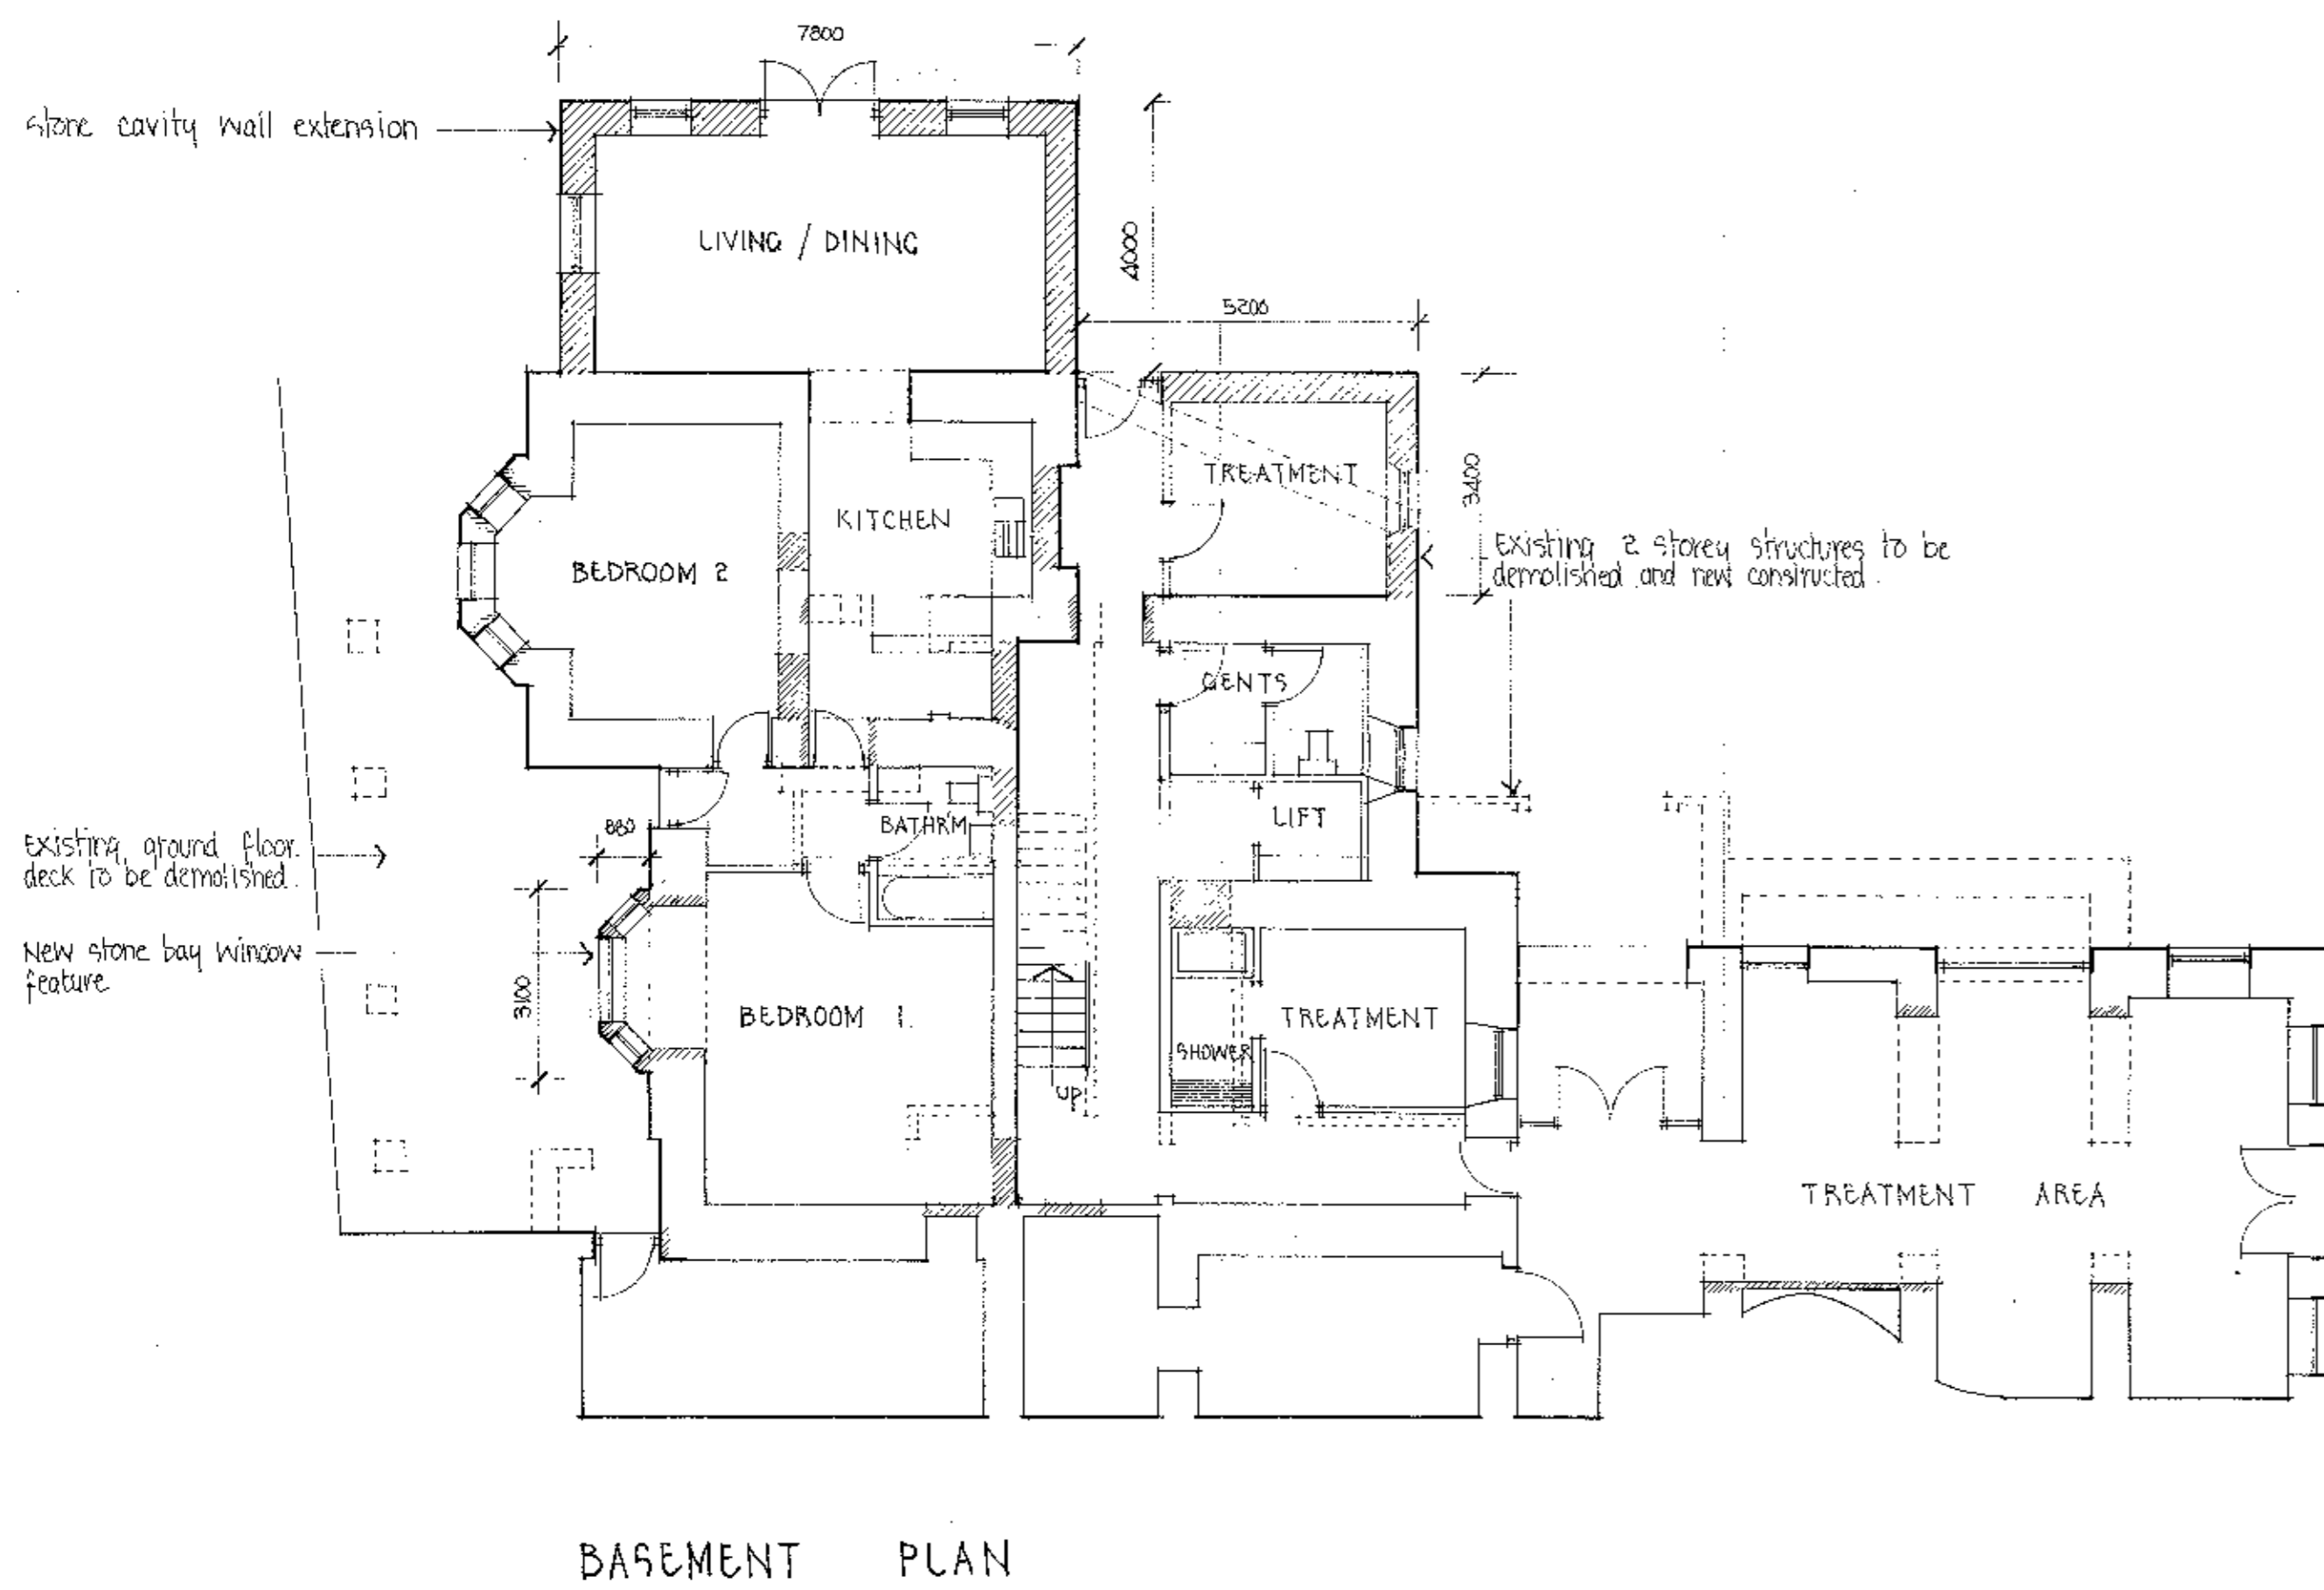 7800
stone cavity wall extension
LIVING / DINING
4000
5200
TREATMENT
3400
KITCHEN
BEDROOM 2
Existing 2 storey structures to be
demolished and new constructed.
GENTS
LIFT
BATHRM
880
Existing ground floor
deck to be demolished.
New stone bay window
feature
3100
BEDROOM 1.
TREATMENT
SHOWER
UP
TREATMENT AREA
BASEMENT PLAN